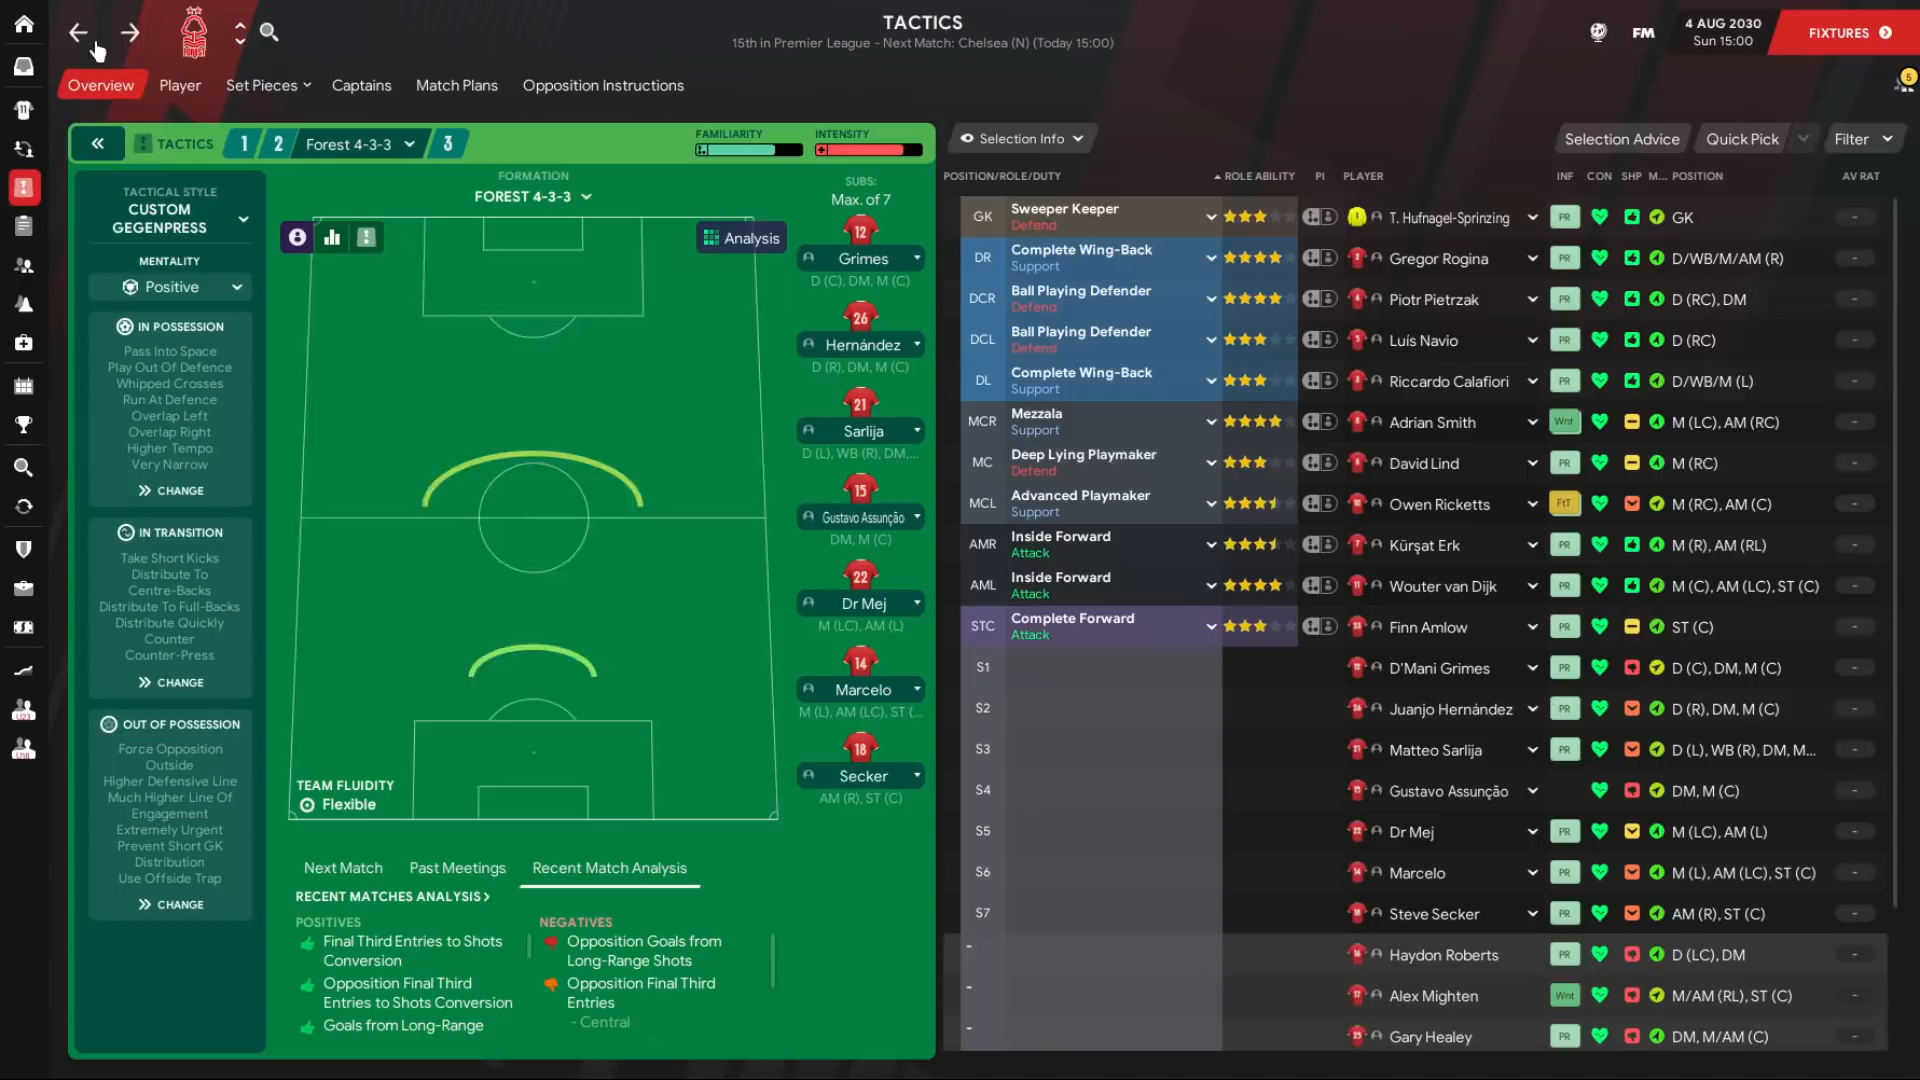 TACTICS
15th in Premier League - Next Match: Chelsea (N) (Today 15:00)
FM
4 AUG 2030
Sun 15:00
FIXTURES
5
FOREST
11
Overview
Player
Set Pieces
Captains
Match Plans
Opposition Instructions
TACTICS
1
2
Forest 4-3-3
3
FAMILIARITY
INTENSITY
TACTICAL STYLE
CUSTOM
GEGENPRESS
MENTALITY
Positive
IN POSSESSION
Pass Into Space
Play Out Of Defence
Whipped Crosses
Run At Defence
Overlap Left
Overlap Right
Higher Tempo
Very Narrow
CHANGE
IN TRANSITION
Take Short Kicks
Distribute To
Centre-Backs
Distribute To Full-Backs
Distribute Quickly
Counter
Counter-Press
CHANGE
OUT OF POSSESSION
Force Opposition
Outside
Higher Defensive Line
Much Higher Line Of
Engagement
Extremely Urgent
Prevent Short GK
Distribution
Use Offside Trap
CHANGE
U23
U18
FORMATION
FOREST 4-3-3
Analysis
TEAM FLUIDITY
Flexible
SUBS:
Max. of 7
12
Grimes
D (C), DM, M (C)
26
Hernández
D (R), DM, M (C)
21
Sarlija
D (L), WB (R), DM,...
15
Gustavo Assunção
DM, M (C)
22
Dr Mej
M (LC), AM (L)
14
Marcelo
M (L), AM (LC), ST (...
18
Secker
AM (R), ST (C)
Next Match
Past Meetings
Recent Match Analysis
RECENT MATCHES ANALYSIS >
POSITIVES
Final Third Entries to Shots
Conversion
Opposition Final Third
Entries to Shots Conversion
Goals from Long-Range
NEGATIVES
Opposition Goals from
Long-Range Shots
Opposition Final Third
Entries
- Central
Selection Info
Selection Advice
Quick Pick
Filter
POSITION/ROLE/DUTY ROLE ABILITY PI PLAYER INF CON SHP M... POSITION AV RAT
GK Sweeper Keeper T. Hufnagel-Sprinzing PR GK -
Defend
DR Complete Wing-Back Gregor Rogina PR D/WB/M/AM (R) -
Support
DCR Ball Playing Defender Piotr Pietrzak PR D (RC), DM -
Defend
DCL Ball Playing Defender Luís Navio PR D (RC) -
Defend
DL Complete Wing-Back Riccardo Calafiori PR D/WB/M (L) -
Support
MCR Mezzala Adrian Smith Wnt M (LC), AM (RC) -
Support
MC Deep Lying Playmaker David Lind PR M (RC) -
Defend
MCL Advanced Playmaker Owen Ricketts FtT M (RC), AM (C) -
Support
AMR Inside Forward Kürşat Erk PR M (R), AM (RL) -
Attack
AML Inside Forward Wouter van Dijk PR M (C), AM (LC), ST (C) -
Attack
STC Complete Forward Finn Amlow PR ST (C) -
Attack
S1 D'Mani Grimes PR D (C), DM, M (C) -
S2 Juanjo Hernández PR D (R), DM, M (C) -
S3 Matteo Sarlija PR D (L), WB (R), DM, M... -
S4 Gustavo Assunção DM, M (C) -
S5 Dr Mej PR M (LC), AM (L) -
S6 Marcelo PR M (L), AM (LC), ST (C) -
S7 Steve Secker PR AM (R), ST (C) -
- Haydon Roberts PR D (LC), DM -
- Alex Mighten Wnt M/AM (RL), ST (C) -
- Gary Healey PR DM, M/AM (C) -